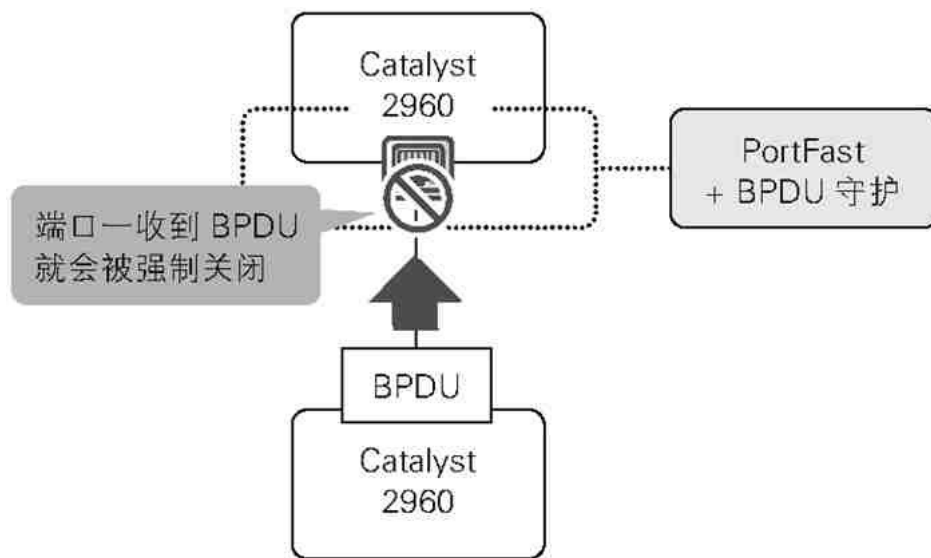 Catalyst
2960
PortFast
+ BPDU 守护
端口一收到 BPDU
就会被强制关闭
BPDU
Catalyst
2960